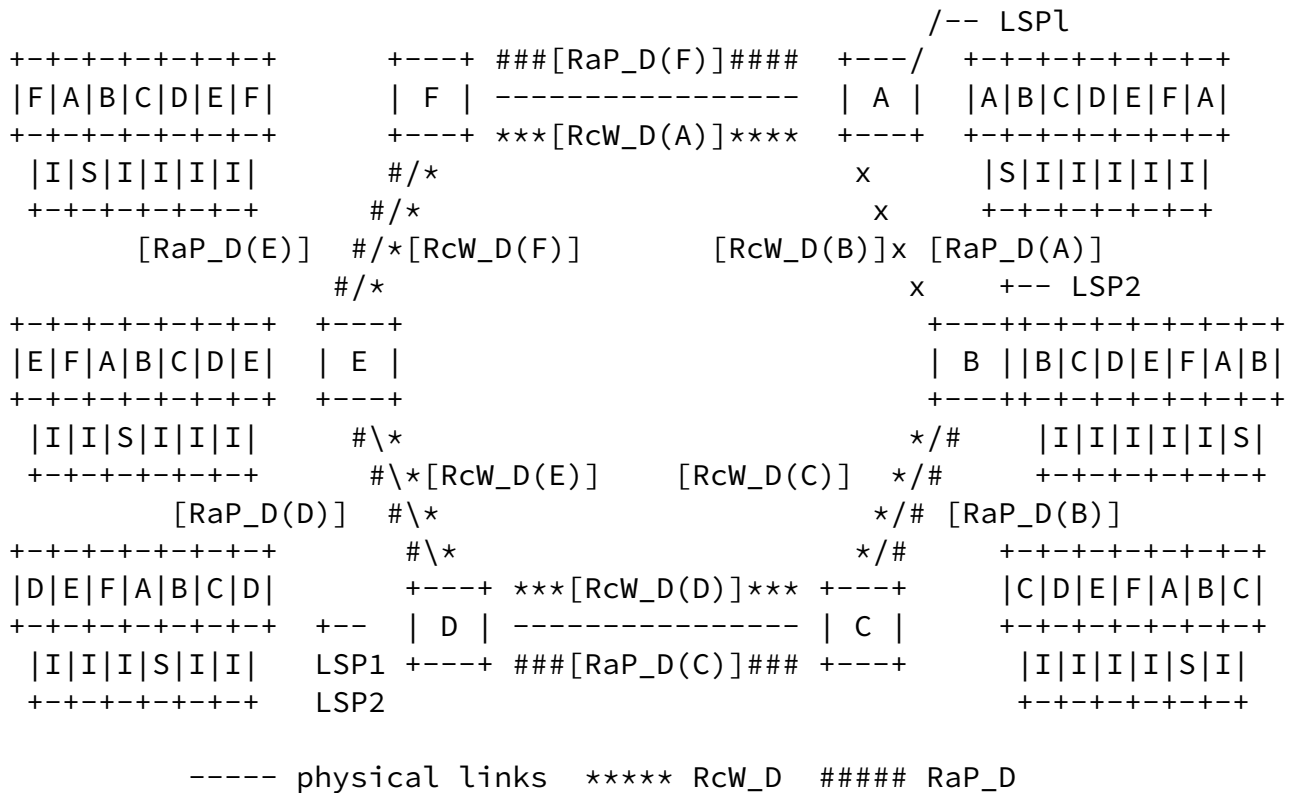 /-- LSPl
+-+-+-+-+-+-+-+       +---+ ###[RaP_D(F)]####  +---/  +-+-+-+-+-+-+-+
|F|A|B|C|D|E|F|       | F | -----------------  | A |  |A|B|C|D|E|F|A|
+-+-+-+-+-+-+-+       +---+ ***[RcW_D(A)]****  +---+  +-+-+-+-+-+-+-+
 |I|S|I|I|I|I|       #/*                        x      |S|I|I|I|I|I|
 +-+-+-+-+-+-+      #/*                          x     +-+-+-+-+-+-+
       [RaP_D(E)]  #/*[RcW_D(F)]       [RcW_D(B)]x [RaP_D(A)]
                  #/*                             x    +-- LSP2
+-+-+-+-+-+-+-+  +---+                             +---++-+-+-+-+-+-+-+
|E|F|A|B|C|D|E|  | E |                             | B ||B|C|D|E|F|A|B|
+-+-+-+-+-+-+-+  +---+                             +---++-+-+-+-+-+-+-+
 |I|I|S|I|I|I|     #\*                            */#    |I|I|I|I|I|S|
 +-+-+-+-+-+-+      #\*[RcW_D(E)]    [RcW_D(C)]  */#     +-+-+-+-+-+-+
         [RaP_D(D)]  #\*                        */# [RaP_D(B)]
+-+-+-+-+-+-+-+       #\*                      */#     +-+-+-+-+-+-+-+
|D|E|F|A|B|C|D|       +---+ ***[RcW_D(D)]*** +---+     |C|D|E|F|A|B|C|
+-+-+-+-+-+-+-+  +--  | D | ---------------- | C |     +-+-+-+-+-+-+-+
 |I|I|I|S|I|I|   LSP1 +---+ ###[RaP_D(C)]### +---+      |I|I|I|I|S|I|
 +-+-+-+-+-+-+   LSP2                                   +-+-+-+-+-+-+
          ----- physical links  ***** RcW_D  ##### RaP_D